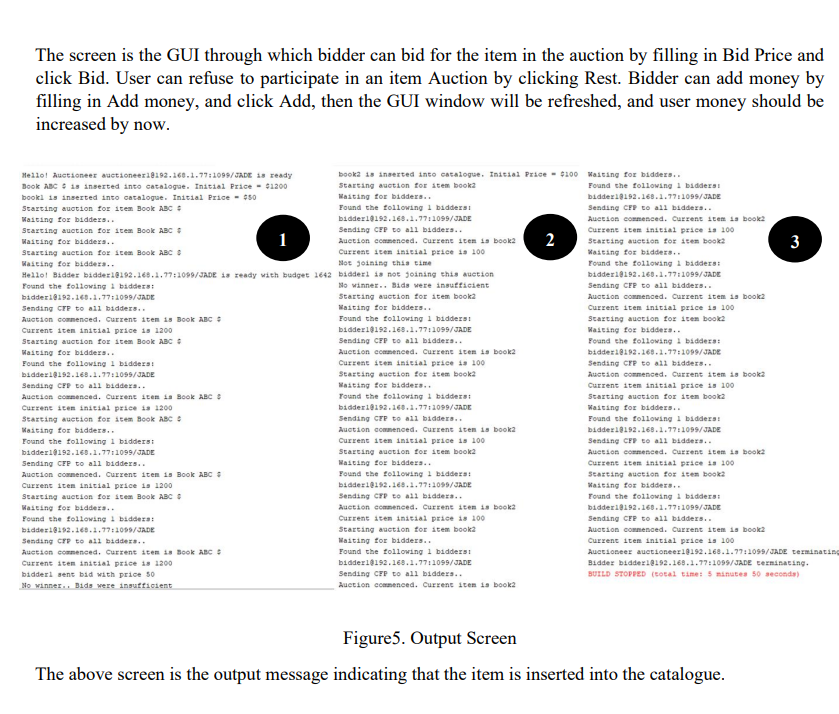 The screen is the GUI through which bidder can bid for the item in the auction by filling in Bid Price and
click Bid. User can refuse to participate in an item Auction by clicking Rest. Bidder can add money by
filling in Add money, and click Add, then the GUI window will be refreshed, and user money should be
increased by now.
Hello! Auctioneer auctioneer1@192.168.1.77:1099/JADE is ready
Book ABC $ is inserted into catalogue. Initial Price = $1200
book1 is inserted into catalogue. Initial Price = $50
Starting auction for item Book ABC $
Waiting for bidders..
Starting auction for item Book ABC $
Waiting for bidders..
Starting auction for item Book ABC $
Waiting for bidders..
Hello! Bidder bidder1@192.168.1.77:1099/JADE is ready with budget 1642
Found the following 1 bidders:
bidder1@192.168.1.77:1099/JADE
Sending CFP to all bidders..
Auction commenced. Current item is Book ABC $
Current item initial price is 1200
Starting auction for item Book ABC $
Waiting for bidders..
Found the following 1 bidders:
bidder1@192.168.1.77:1099/JADE
Sending CFP to all bidders..
Auction commenced. Current item is Book ABC $
Current item initial price is 1200
Starting auction for item Book ABC $
Waiting for bidders..
Found the following 1 bidders:
bidder1@192.168.1.77:1099/JADE
Sending CFP to all bidders..
Auction commenced. Current item is Book ABC $
Current item initial price is 1200
Starting auction for item Book ABC $
Waiting for bidders..
Found the following 1 bidders:
bidder1@192.168.1.77:1099/JADE
Sending CFP to all bidders..
Auction commenced. Current item is Book ABC $
Current item initial price is 1200
bidder1 sent bid with price 50
No winner.. Bids were insufficient
1
book2 is inserted into catalogue. Initial Price = $100
Starting auction for item book2
Waiting for bidders..
Found the following 1 bidders:
bidder1@192.168.1.77:1099/JADE
Sending CFP to all bidders..
Auction commenced. Current item is book2
Current item initial price is 100
Not joining this time
bidder1 is not joining this auction
No winner.. Bids were insufficient
Starting auction for item book2
Waiting for bidders..
Found the following 1 bidders:
bidder1@192.168.1.77:1099/JADE
Sending CFP to all bidders..
Auction commenced. Current item is book2
Current item initial price is 100
Starting auction for item book2
Waiting for bidders..
Found the following 1 bidders:
bidder1@192.168.1.77:1099/JADE
Sending CFP to all bidders..
Auction commenced. Current item is book2
Current item initial price is 100
Starting auction for item book2
Waiting for bidders..
Found the following 1 bidders:
bidder1@192.168.1.77:1099/JADE
Sending CFP to all bidders..
Auction commenced. Current item is book2
Current item initial price is 100
Starting auction for item book2
Waiting for bidders..
Found the following 1 bidders:
bidder1@192.168.1.77:1099/JADE
Sending CFP to all bidders..
Auction commenced. Current item is book2
2
Waiting for bidders..
Found the following 1 bidders:
bidder1@192.168.1.77:1099/JADE
Sending CFP to all bidders..
Auction commenced. Current item is book2
Current item initial price is 100
Starting auction for item book2
Waiting for bidders..
Found the following 1 bidders:
bidder1@192.168.1.77:1099/JADE
Sending CFP to all bidders..
Auction commenced. Current item is book2
Current item initial price is 100
Starting auction for item book2
Waiting for bidders..
Found the following 1 bidders:
bidder1@192.168.1.77:1099/JADE
Sending CFP to all bidders..
Auction commenced. Current item is book2
Current item initial price is 100
Starting auction for item book2
Waiting for bidders..
Found the following 1 bidders:
bidder1@192.168.1.77:1099/JADE
Sending CFP to all bidders..
Auction commenced. Current item is book2
Current item initial price is 100
Starting auction for item book2
Waiting for bidders..
Found the following 1 bidders:
bidder1@192.168.1.77:1099/JADE
Sending CFP to all bidders..
Auction commenced. Current item is book2
Current item initial price is 100
Auctioneer auctioneer1@192.168.1.77:1099/JADE terminating
Bidder bidder1@192.168.1.77:1099/JADE terminating.
BUILD STOPPED (total time: 5 minutes 50 seconds)
3
Figure5. Output Screen
The above screen is the output message indicating that the item is inserted into the catalogue.